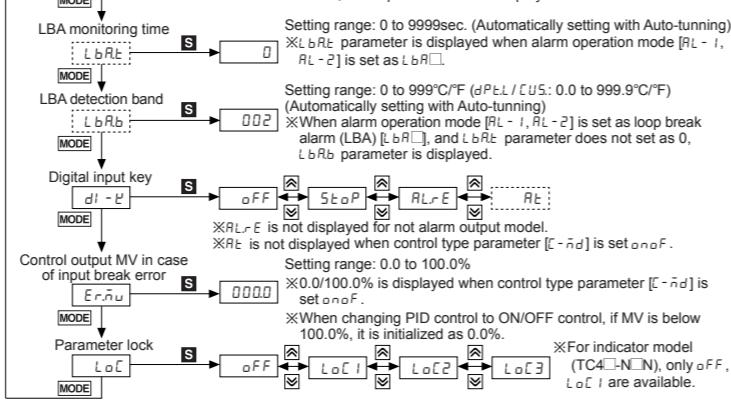 MODE
LBA monitoring time
LbA.t
S
0
Setting range: 0 to 9999sec. (Automatically setting with Auto-tunning)
※LbA.t parameter is displayed when alarm operation mode [AL-1,
AL-2] is set as LbA□.
MODE
LBA detection band
LbA.b
S
002
Setting range: 0 to 999°C/°F (dPt.L / CUS.: 0.0 to 999.9°C/°F)
(Automatically setting with Auto-tunning)
※When alarm operation mode [AL-1, AL-2] is set as loop break
alarm (LBA) [LbA□], and LbA.t parameter does not set as 0,
LbA.b parameter is displayed.
MODE
Digital input key
dI-K
S
oFF
StoP
AL.rE
At
※AL.rE is not displayed for not alarm output model.
※At is not displayed when control type parameter [C-md] is set onoF.
MODE
Control output MV in case
of input break error
Er.mu
S
000.0
Setting range: 0.0 to 100.0%
※0.0/100.0% is displayed when control type parameter [C-md] is
set onoF.
※When changing PID control to ON/OFF control, if MV is below
100.0%, it is initialized as 0.0%.
MODE
Parameter lock
LoC
S
oFF
LoC1
LoC2
LoC3
※For indicator model
(TC4□-N□N), only oFF,
LoC1 are available.
MODE